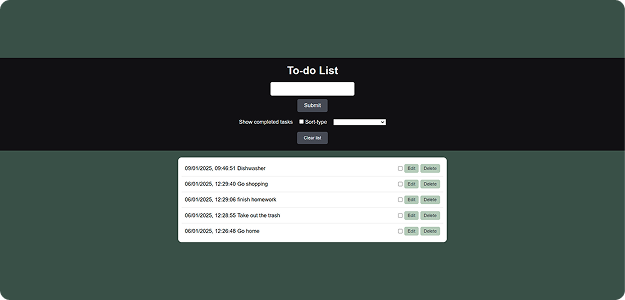 To-do List
Submit
Show completed tasks Sort-type
Clear list
09/01/2025, 09:46:51 Dishwasher Edit Delete
06/01/2025, 12:29:40 Go shopping Edit Delete
06/01/2025, 12:29:06 finish homework Edit Delete
06/01/2025, 12:28:55 Take out the trash Edit Delete
06/01/2025, 12:26:48 Go home Edit Delete